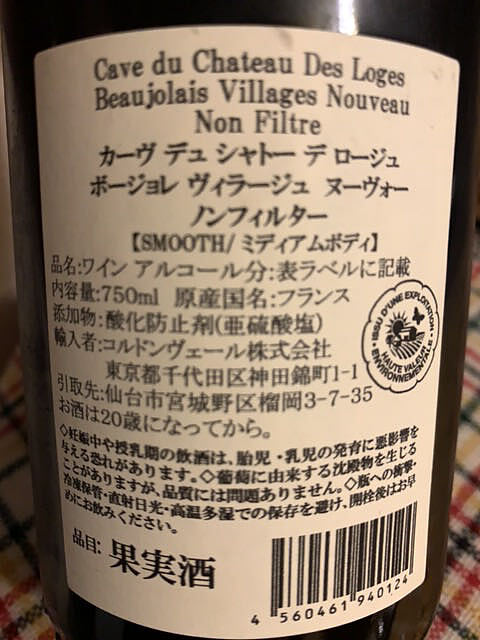 Cave du Chateau Des Loges
Beaujolais Villages Nouveau
Non Filtre
カーヴ デュ シャトー デ ロージュ
ボージョレ ヴィラージュ ヌーヴォー
ノンフィルター
【SMOOTH/ミディアムボディ】
品名:ワイン アルコール分:表ラベルに記載
内容量:750ml 原産国名:フランス
添加物:酸化防止剤(亜硫酸塩)
輸入者:コルドンヴェール株式会社
東京都千代田区神田錦町1-1
引取先:仙台市宮城野区榴岡3-7-35
お酒は20歳になってから。
◇妊娠中や授乳期の飲酒は、胎児・乳児の発育に悪影響を
与える恐れがあります。◇葡萄に由来する沈殿物を生じる
ことがありますが、品質には問題ありません。◇瓶への衝撃・
冷凍保管・直射日光・高温多湿での保存を避け、開栓後はお早
めにお飲みください。
品目:果実酒
4 560461 940124
ISSU D'UNE EXPLOITATION
HAUTE VALEUR
ENVIRONNEMENTALE